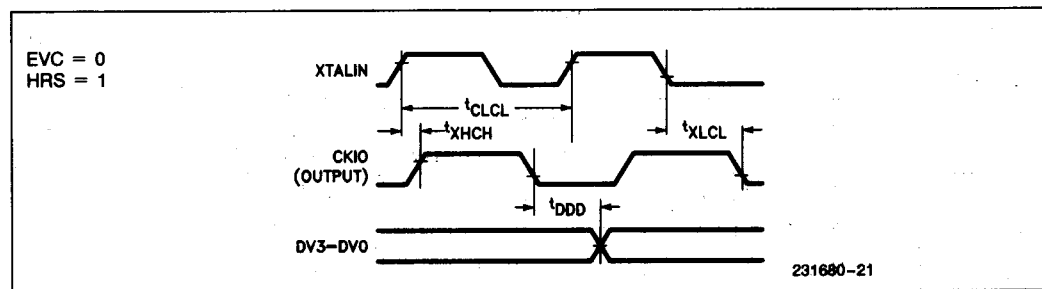 EVC = 0
HRS = 1
XTALIN
tCLCL
tXHCH
tXLCL
CKIO
(OUTPUT)
tDDD
DV3-DV0
231680-21